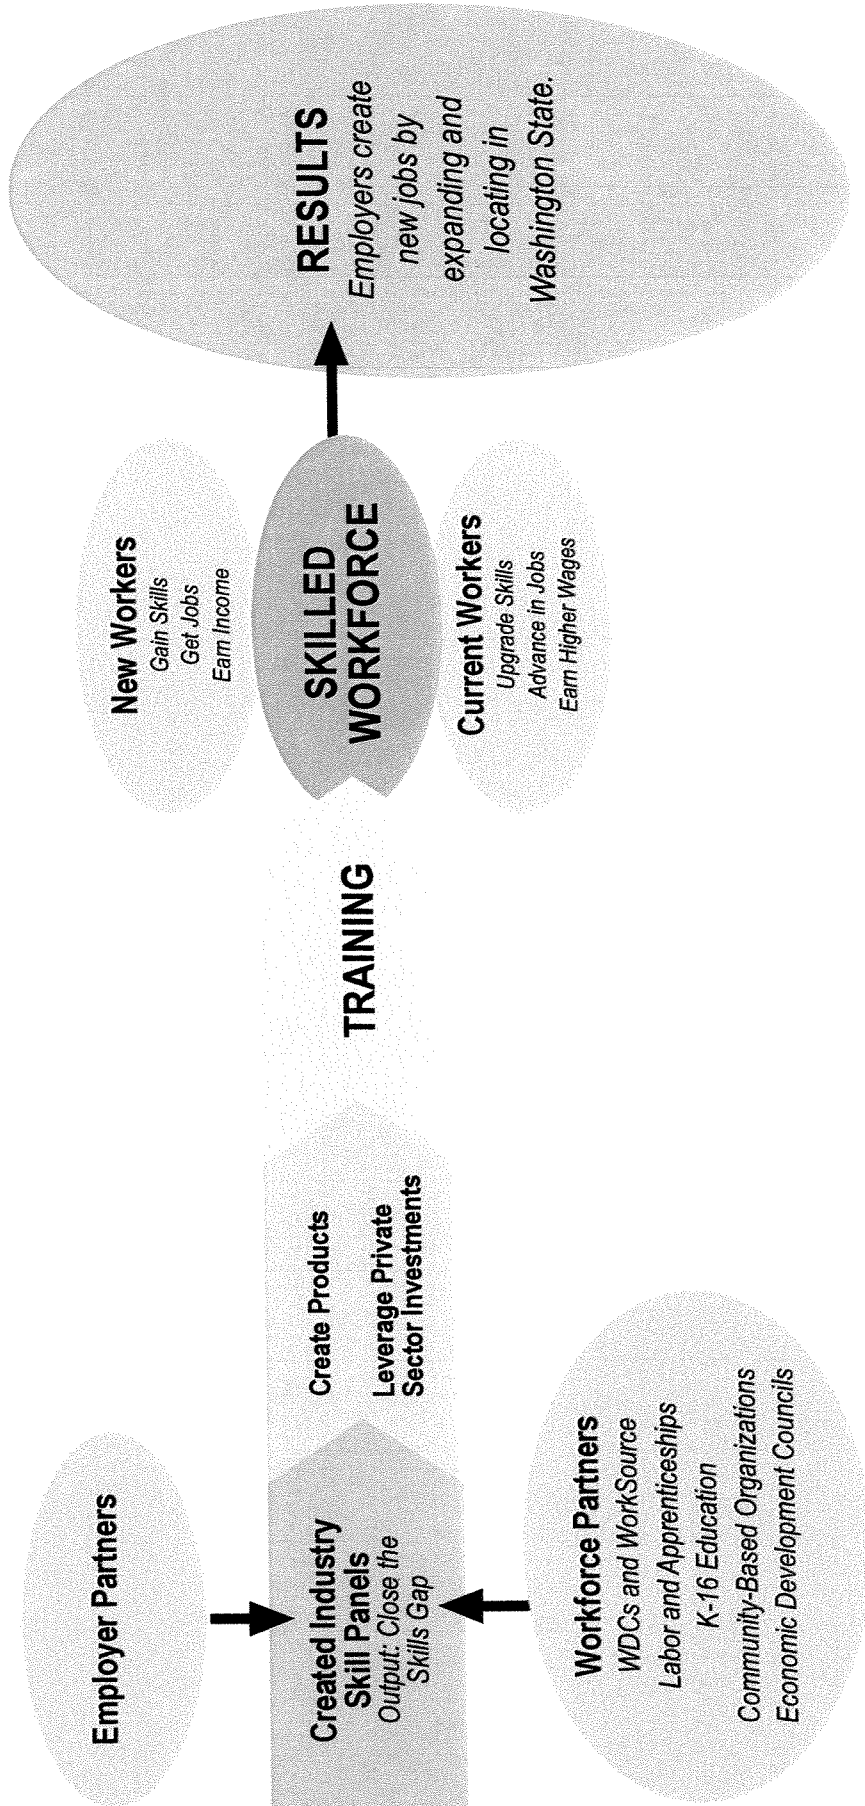 Employer Partners
Created Industry
Skill Panels
Output: Close the
Skills Gap
Workforce Partners
WDCs and WorkSource
Labor and Apprenticeships
K-16 Education
Community-Based Organizations
Economic Development Councils
Create Products
Leverage Private
Sector Investments
TRAINING
New Workers
Gain Skills
Get Jobs
Earn Income
SKILLED
WORKFORCE
Current Workers
Upgrade Skills
Advance in Jobs
Earn Higher Wages
RESULTS
Employers create
new jobs by
expanding and
locating in
Washington State.